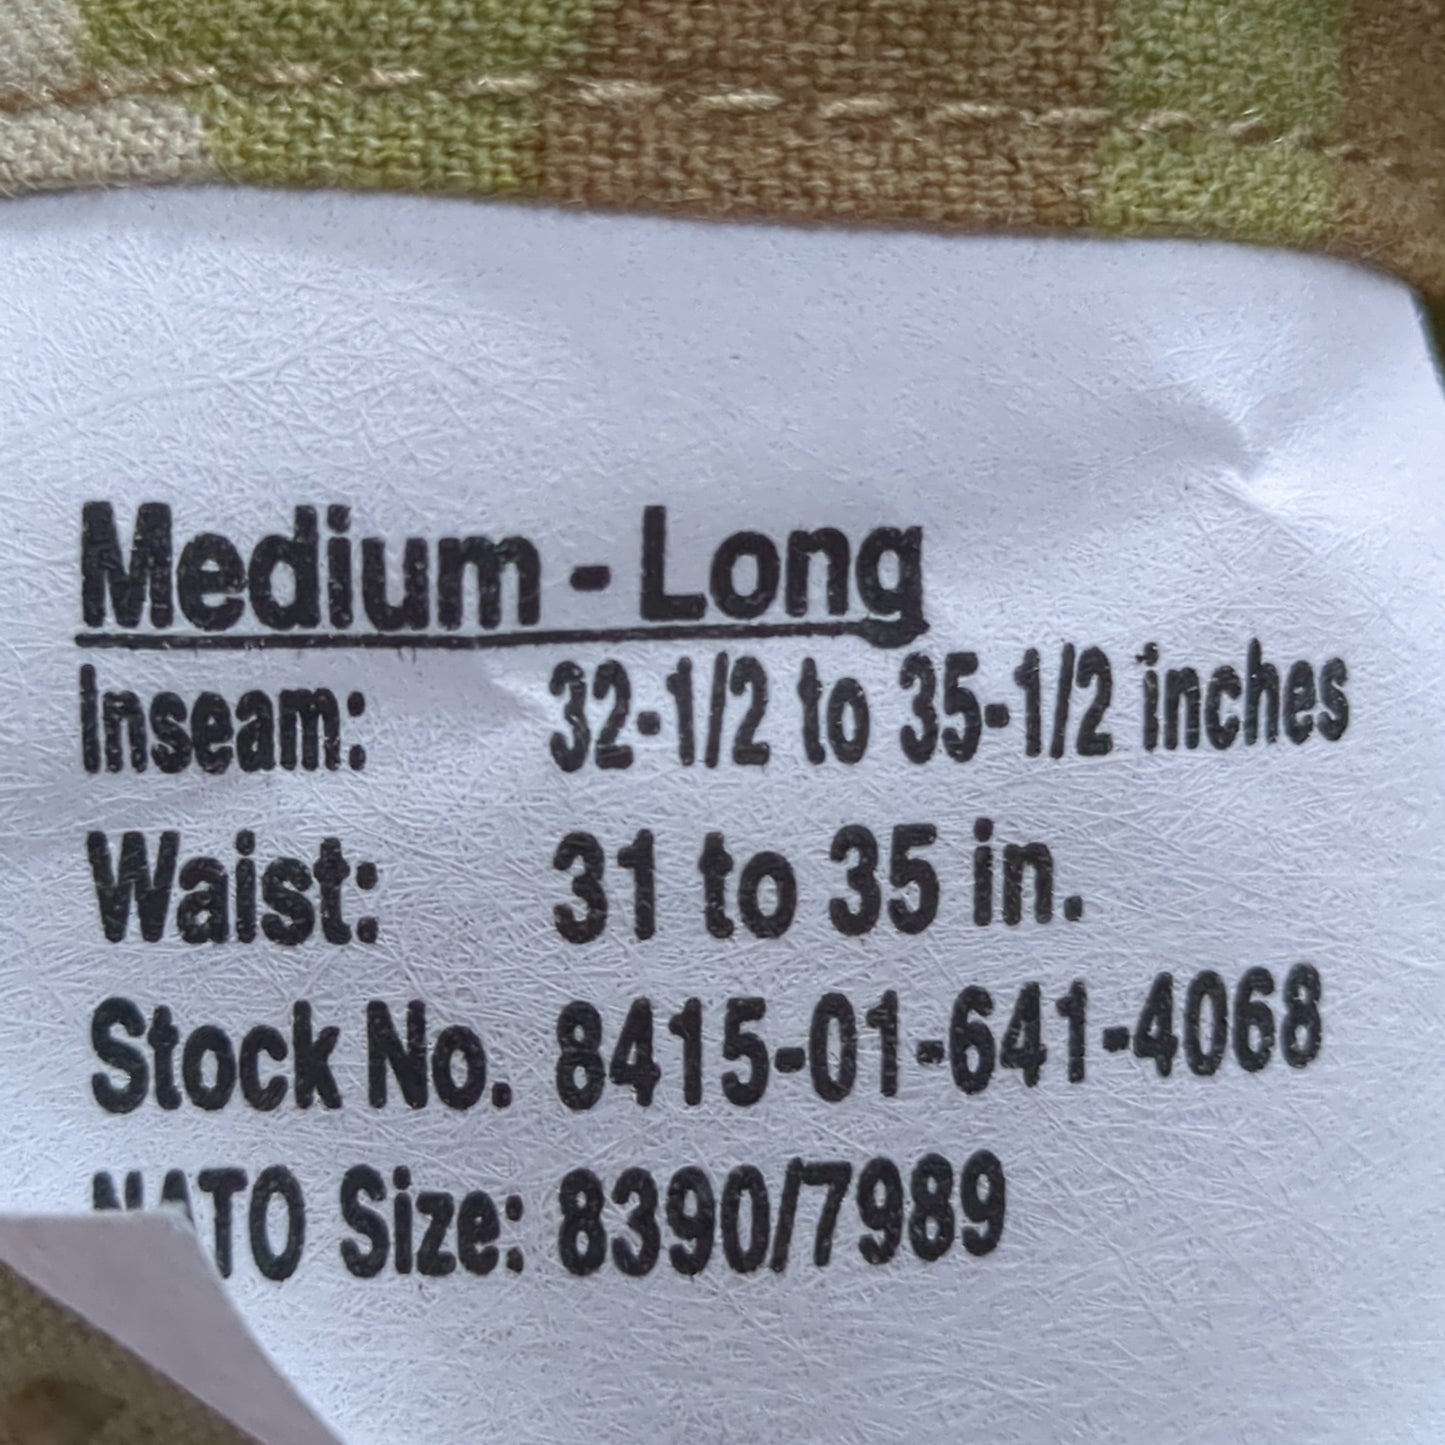 Medium - Long
Inseam: 32-1/2 to 35-1/2 inches
Waist: 31 to 35 in.
Stock No. 8415-01-641-4068
NATO Size: 8390/7989